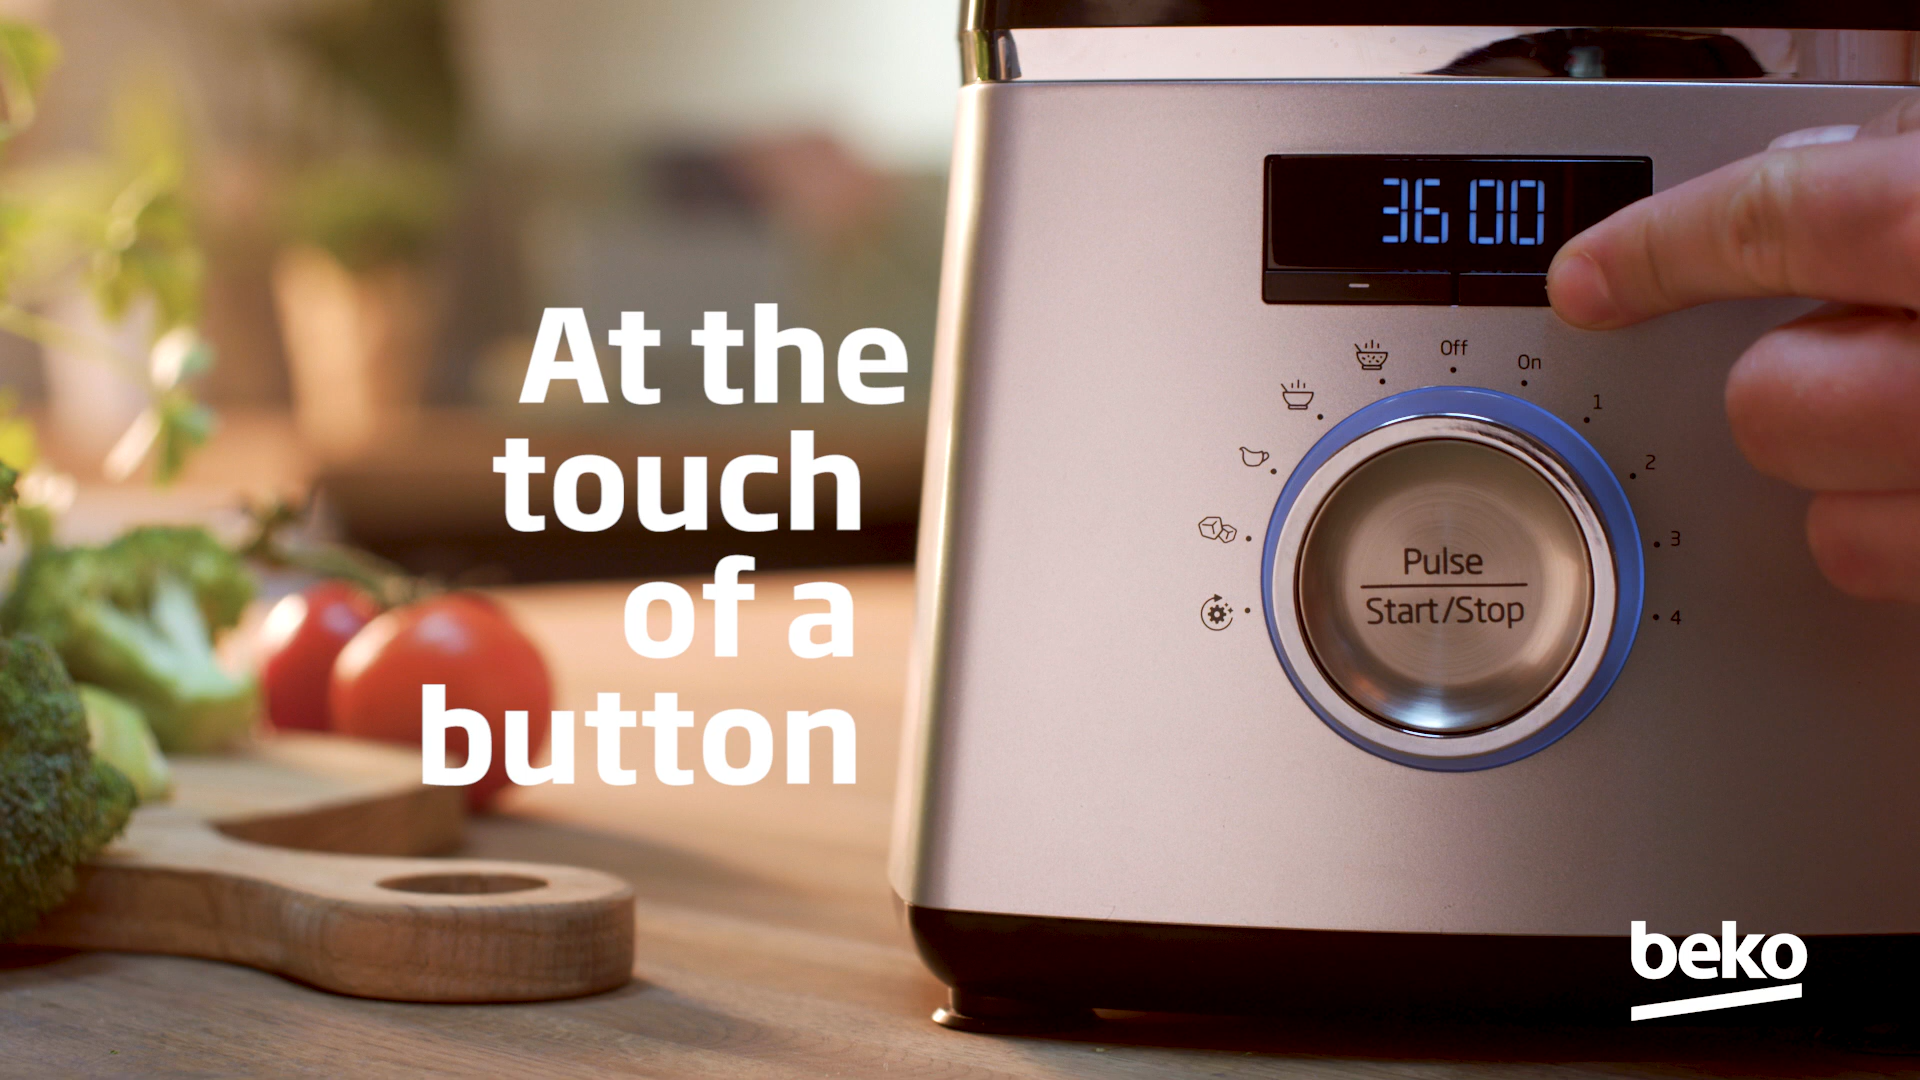 At the
touch
of a
button
36 00
−
Off
On
1
2
3
4
Pulse
Start/Stop
beko